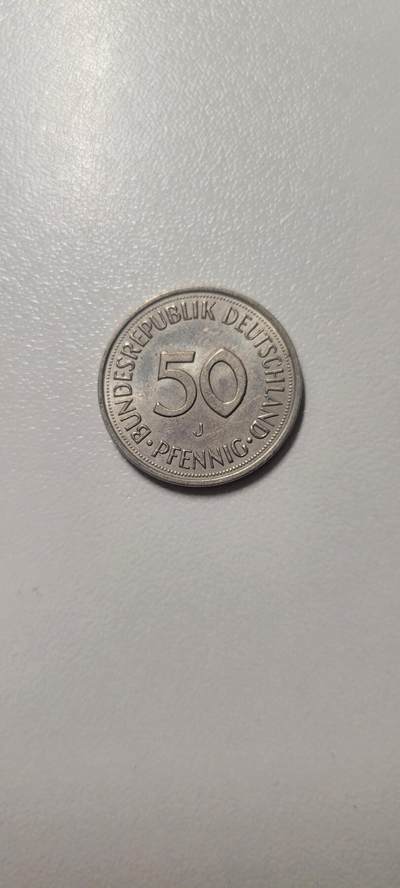 BUNDESREPUBLIK DEUTSCHLAND
50
J
· PFENNIG ·